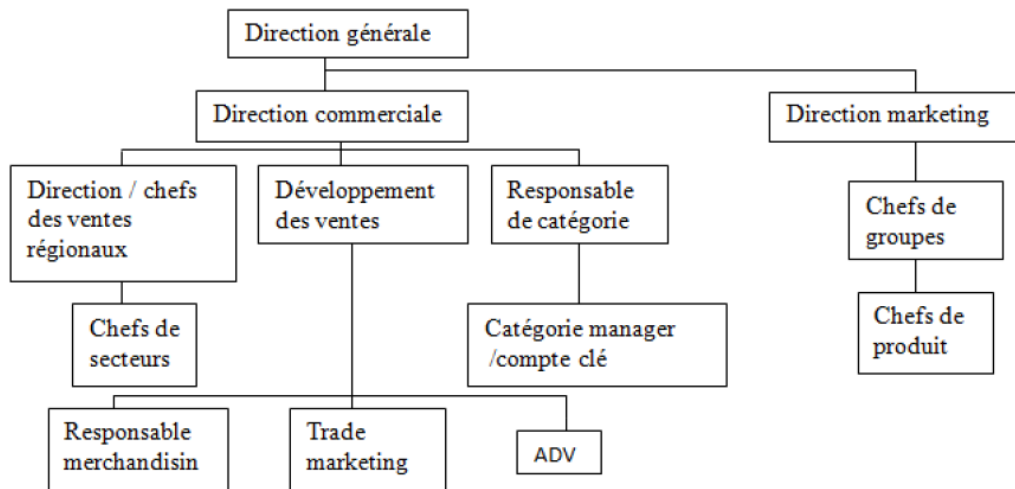 Direction générale
Direction commerciale
Direction marketing
Direction / chefs
des ventes
régionaux
Développement
des ventes
Responsable
de catégorie
Chefs de
groupes
Chefs de
secteurs
Catégorie manager
/compte clé
Chefs de
produit
Responsable
merchandisin
Trade
marketing
ADV